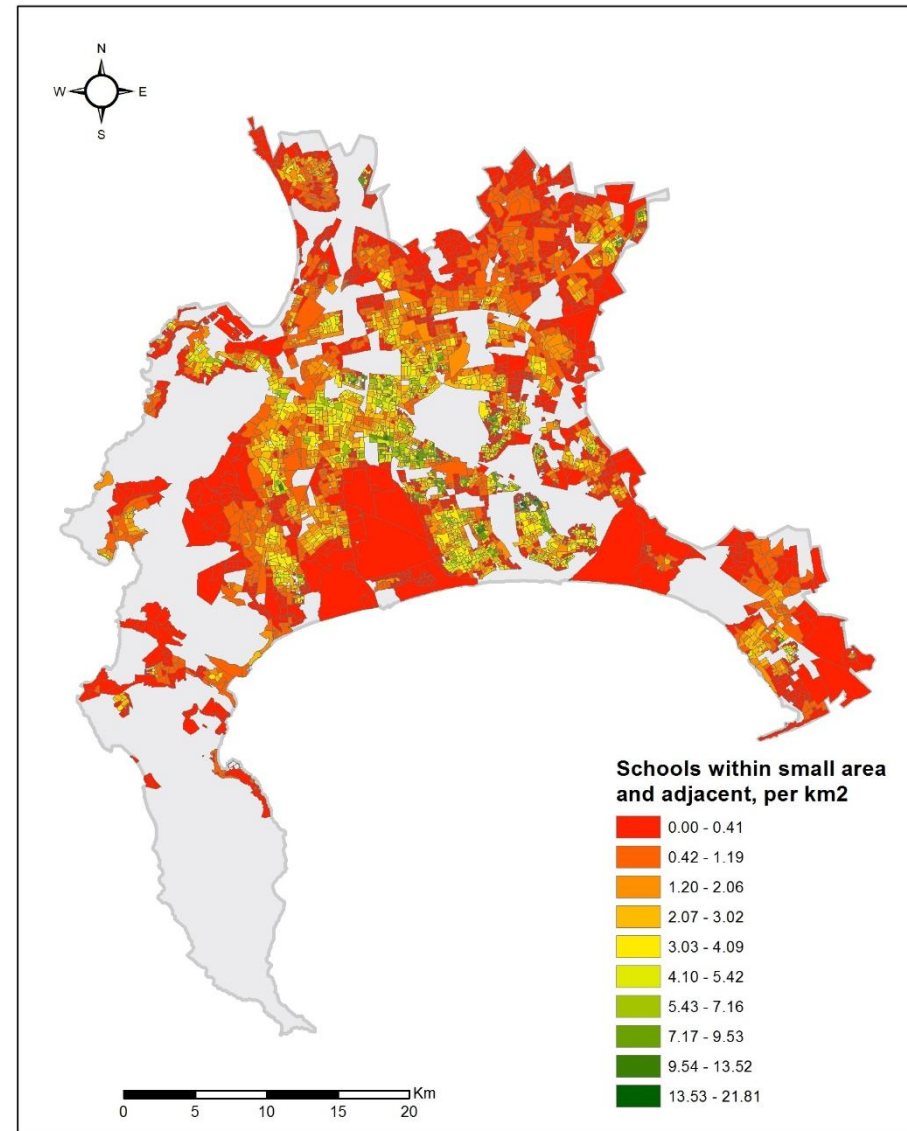 N
W E
S
Schools within small area
and adjacent, per km2
0.00 - 0.41
0.42 - 1.19
1.20 - 2.06
2.07 - 3.02
3.03 - 4.09
4.10 - 5.42
5.43 - 7.16
7.17 - 9.53
9.54 - 13.52
13.53 - 21.81
Km
0 5 10 15 20